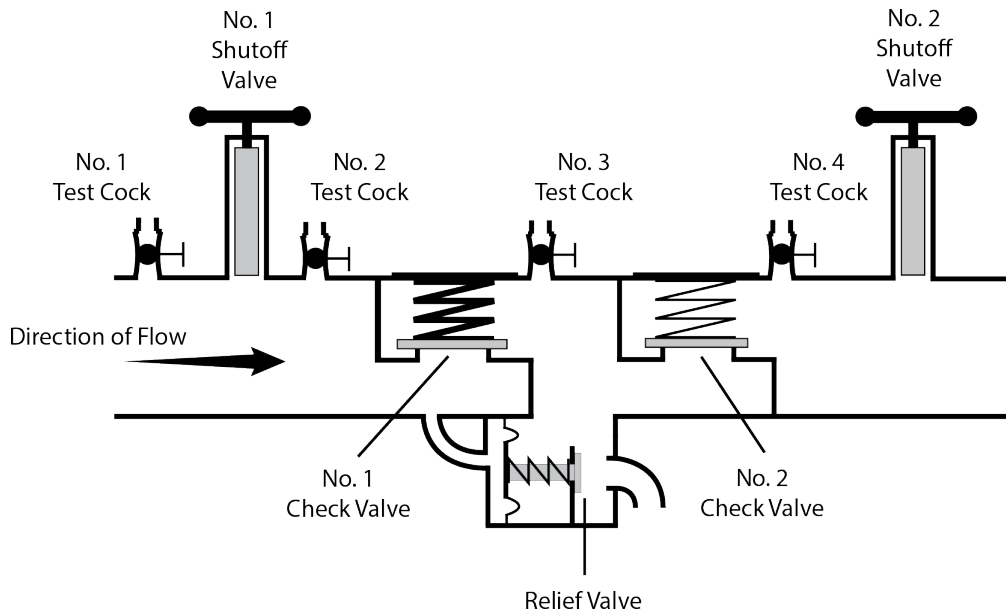 No. 1
Shutoff
Valve
No. 2
Shutoff
Valve
No. 1
Test Cock
No. 2
Test Cock
No. 3
Test Cock
No. 4
Test Cock
Direction of Flow
No. 1
Check Valve
No. 2
Check Valve
Relief Valve